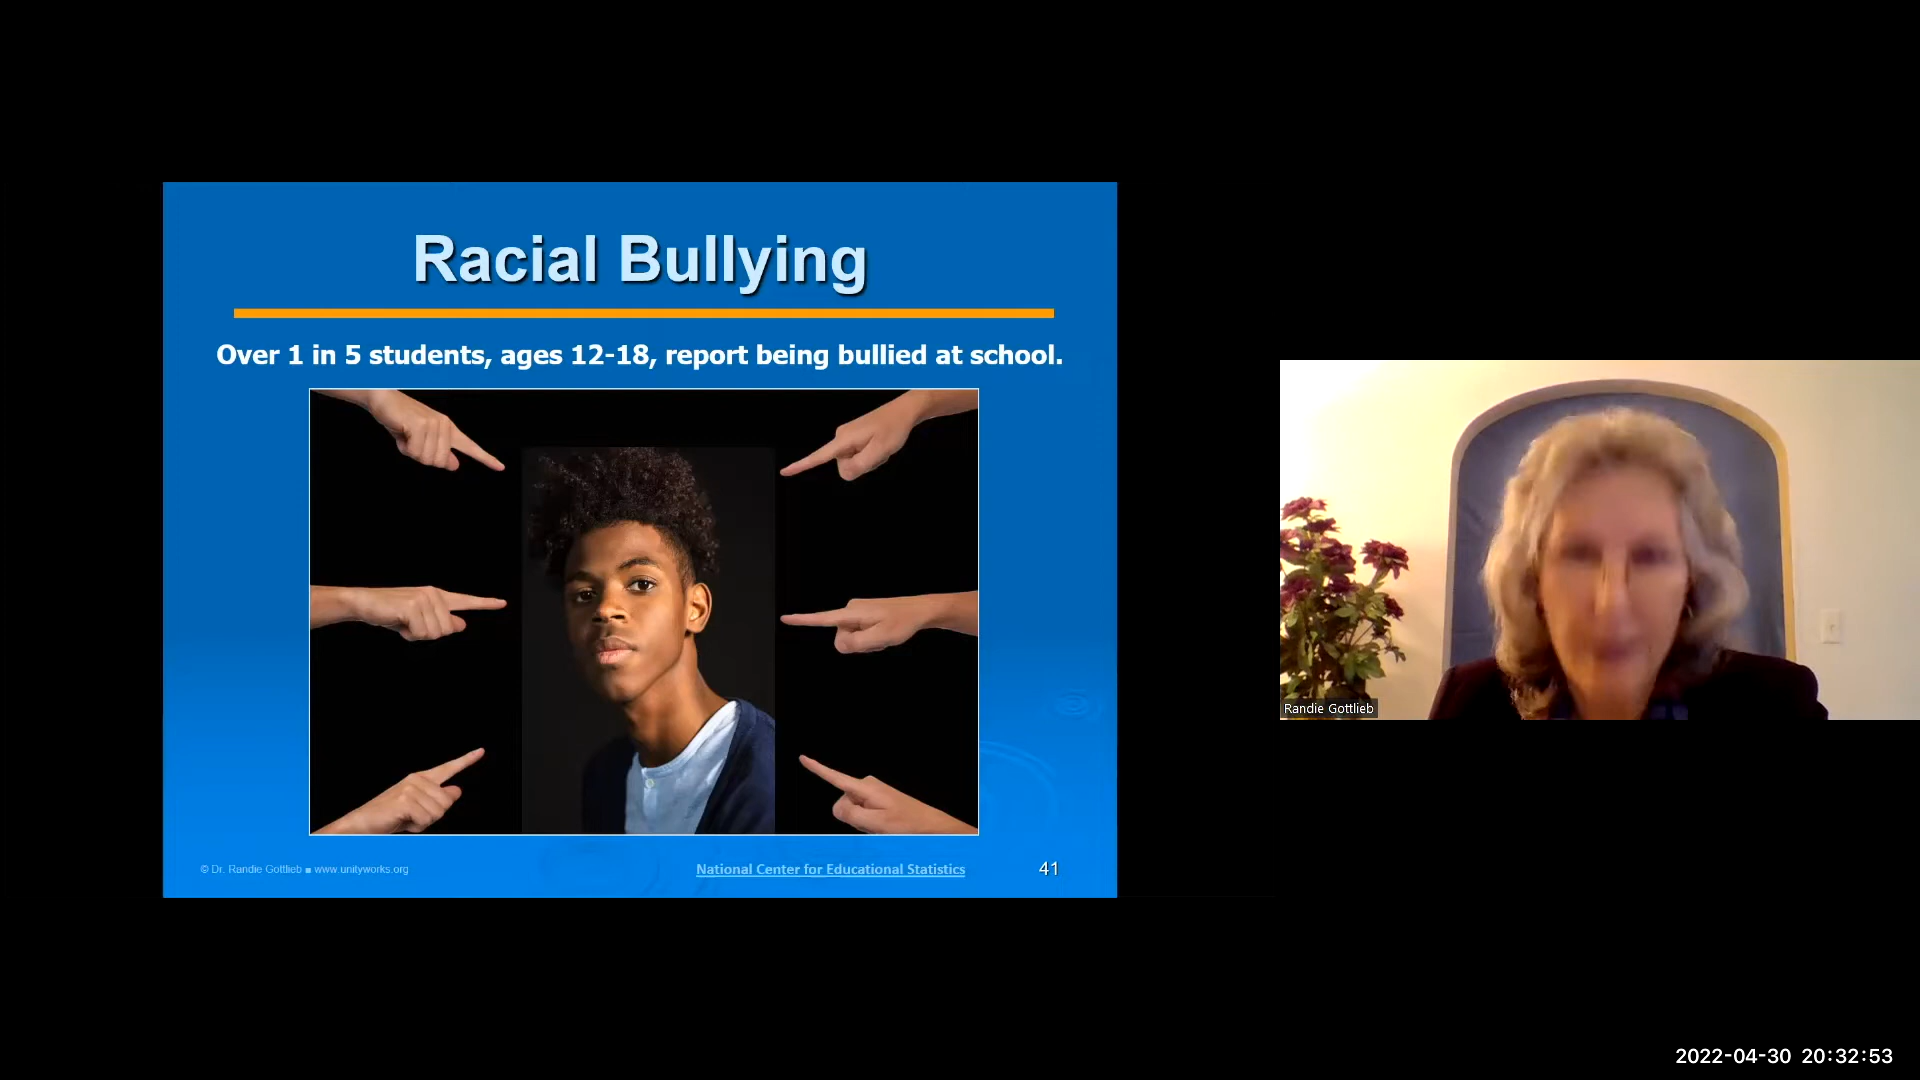 Racial Bullying
Over 1 in 5 students, ages 12-18, report being bullied at school.
© Dr. Randie Gottlieb ■ www.unityworks.org
National Center for Educational Statistics
41
Randie Gottlieb
2022-04-30 20:32:53